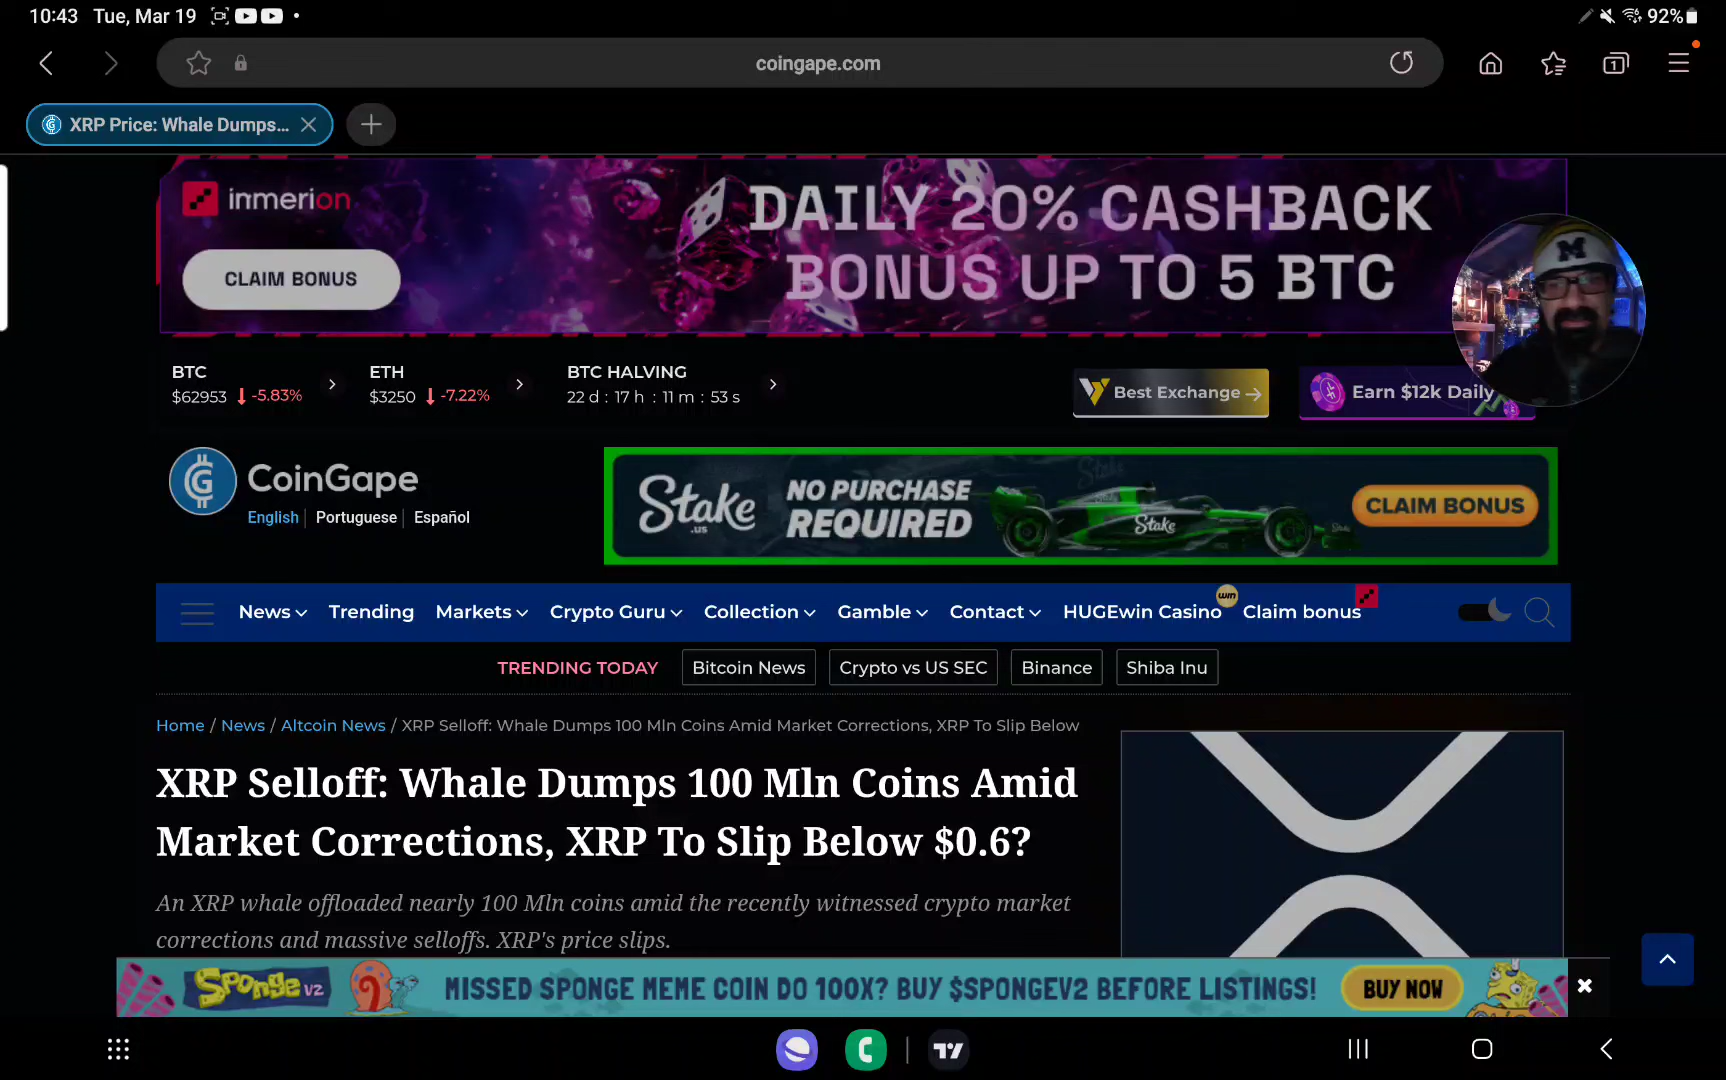 10:43 Tue, Mar 19
92%
coingape.com
1
XRP Price: Whale Dumps...
inmerion
CLAIM BONUS
DAILY 20% CASHBACK
BONUS UP TO 5 BTC
M
BTC
$62953 -5.83%
ETH
$3250 -7.22%
BTC HALVING
22 d : 17 h : 11 m : 53 s
Best Exchange
Earn $12k Daily
CoinGape
English Portuguese Español
Stake
.us
NO PURCHASE
REQUIRED
Stake
CLAIM BONUS
News Trending Markets Crypto Guru Collection Gamble Contact HUGEwin Casino win Claim bonus
TRENDING TODAY Bitcoin News Crypto vs US SEC Binance Shiba Inu
Home / News / Altcoin News / XRP Selloff: Whale Dumps 100 Mln Coins Amid Market Corrections, XRP To Slip Below
XRP Selloff: Whale Dumps 100 Mln Coins Amid
Market Corrections, XRP To Slip Below $0.6?
An XRP whale offloaded nearly 100 Mln coins amid the recently witnessed crypto market
corrections and massive selloffs. XRP's price slips.
Sponge V2
MISSED SPONGE MEME COIN DO 100X? BUY $SPONGEV2 BEFORE LISTINGS!
BUY NOW